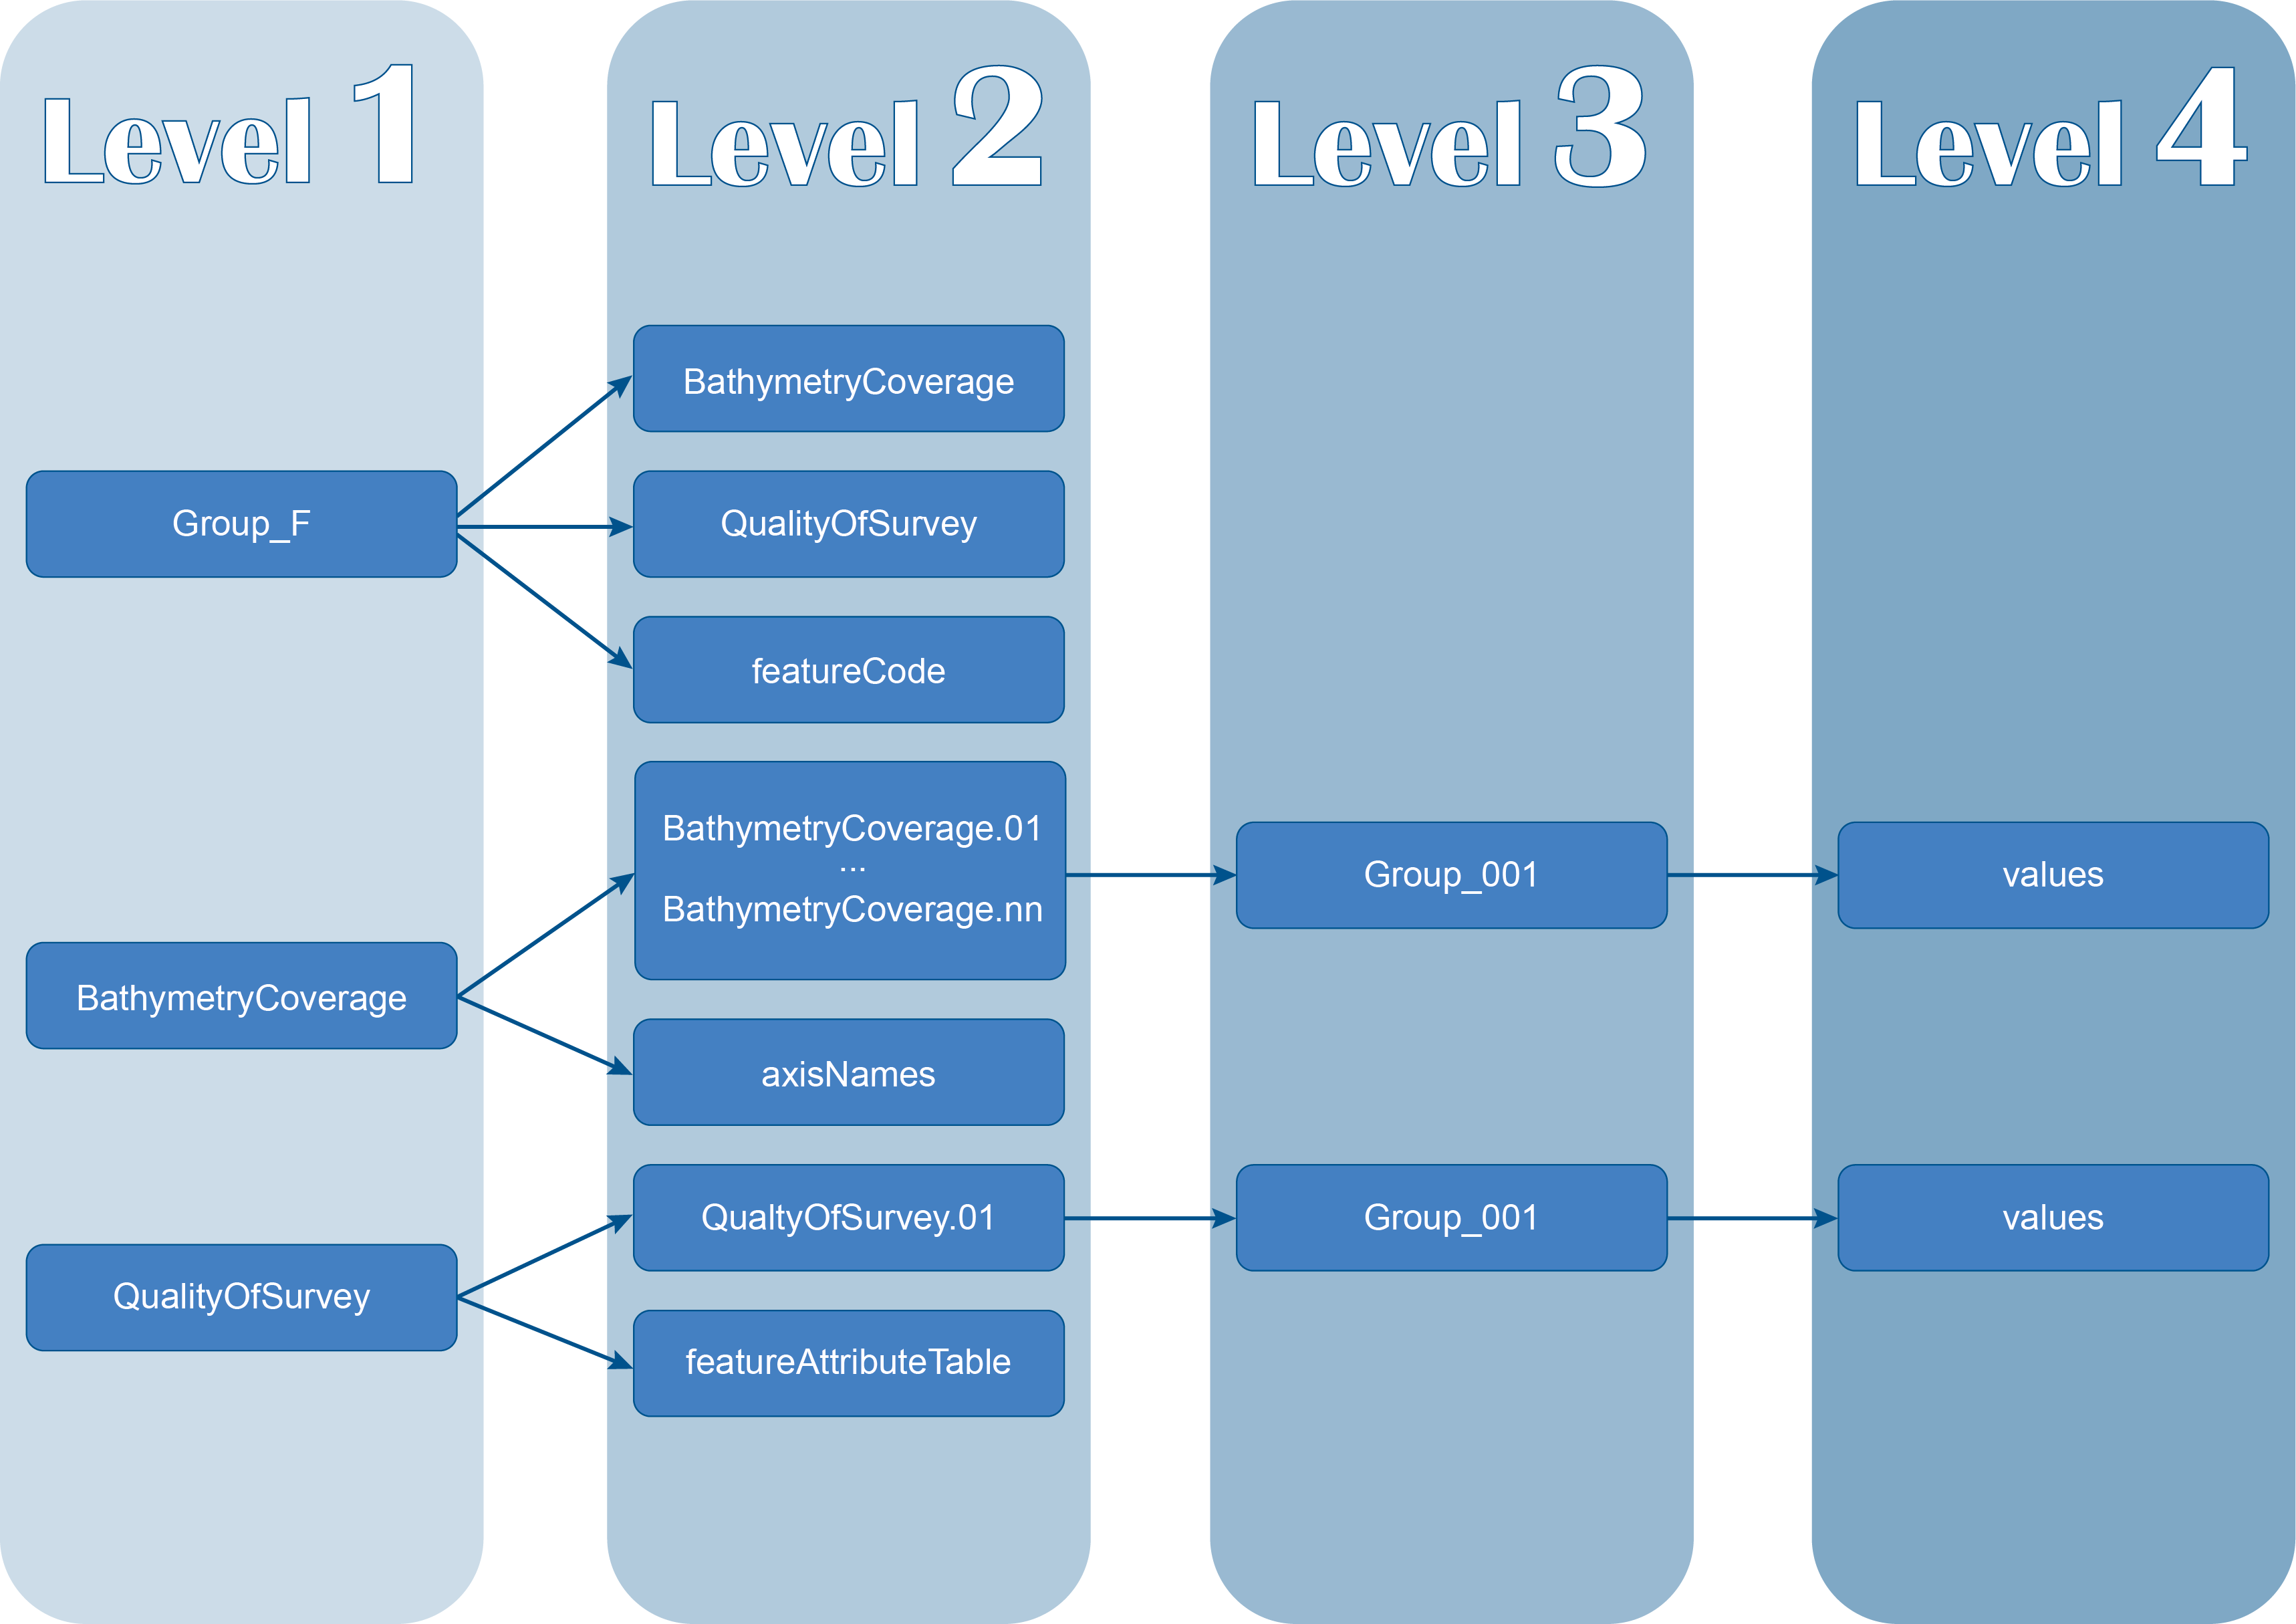 Level 1
Level 2
Level 3
Level 4
BathymetryCoverage
Group_F
QualityOfSurvey
featureCode
BathymetryCoverage.01
...
BathymetryCoverage.nn
Group_001
values
BathymetryCoverage
axisNames
QualtyOfSurvey.01
Group_001
values
QualityOfSurvey
featureAttributeTable